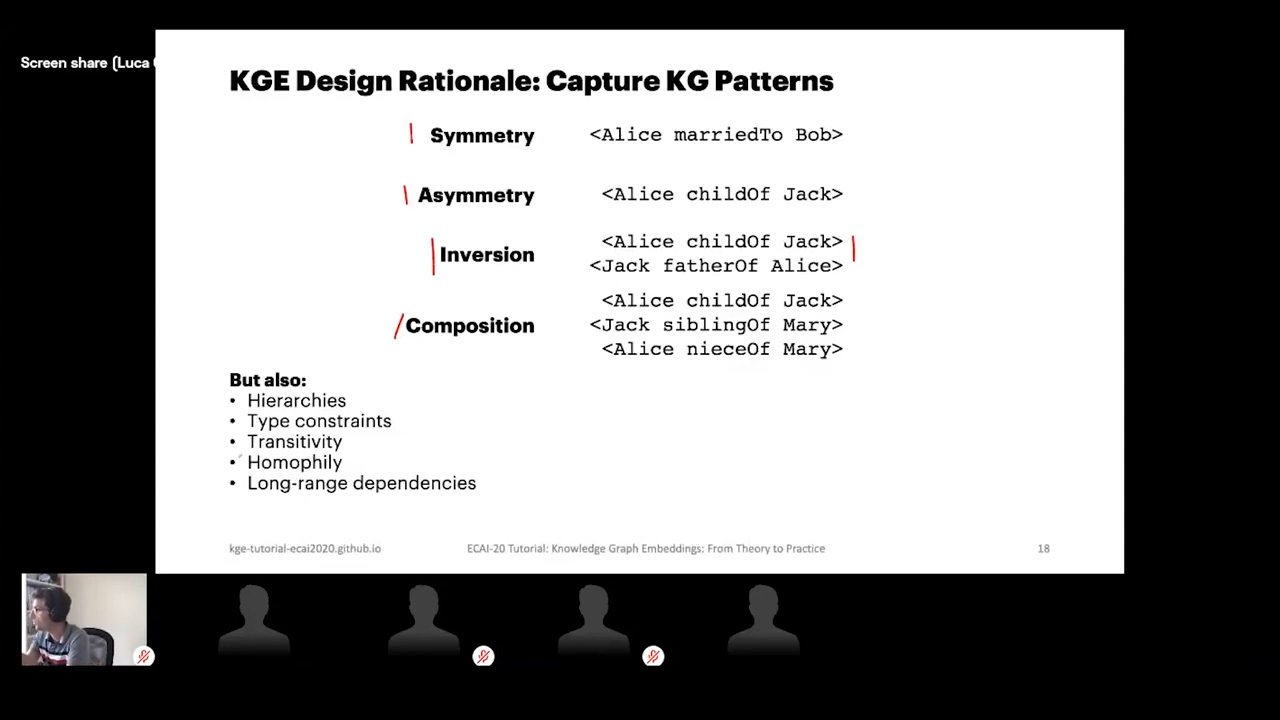 Screen share (Luca
KGE Design Rationale: Capture KG Patterns
Symmetry <Alice marriedTo Bob>
Asymmetry <Alice childOf Jack>
Inversion <Alice childOf Jack>
<Jack fatherOf Alice>
Composition <Alice childOf Jack>
<Jack siblingOf Mary>
<Alice nieceOf Mary>
But also:
• Hierarchies
• Type constraints
• Transitivity
• Homophily
• Long-range dependencies
kge-tutorial-ecai2020.github.io ECAI-20 Tutorial: Knowledge Graph Embeddings: From Theory to Practice 18